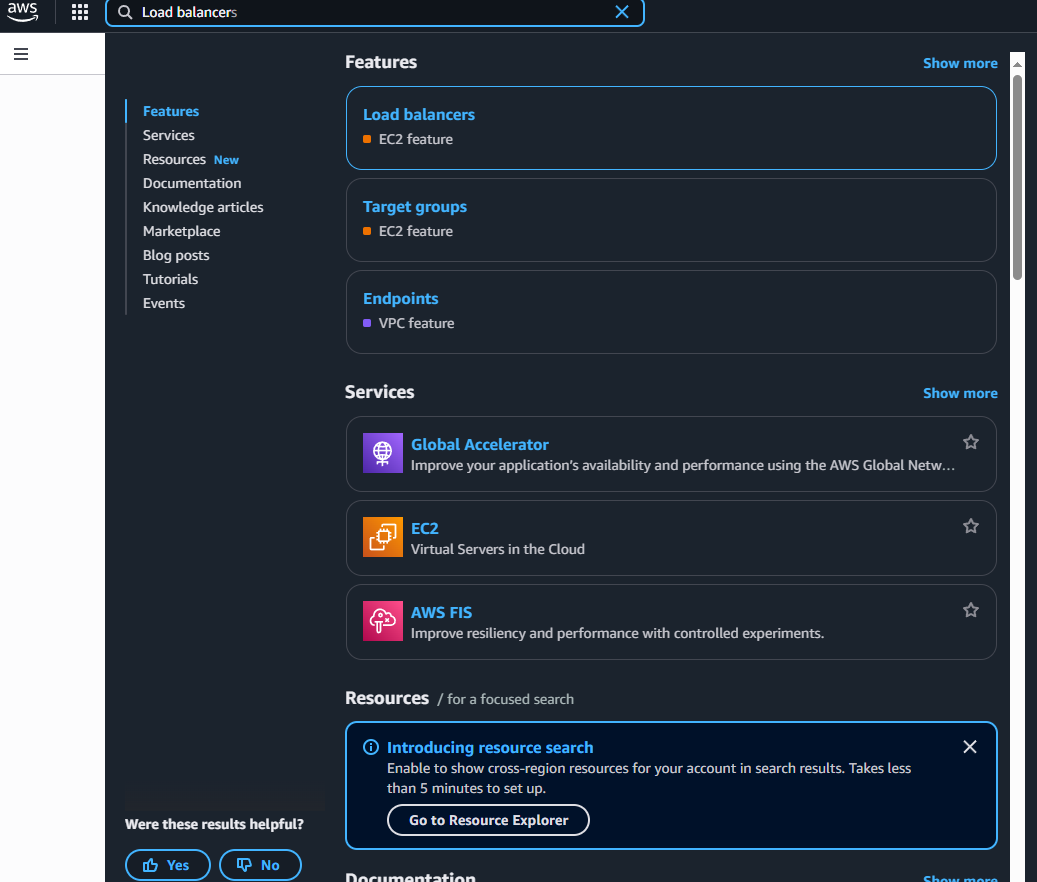 aws
Load balancers
Features
Services
Resources New
Documentation
Knowledge articles
Marketplace
Blog posts
Tutorials
Events
Were these results helpful?
Yes
No
Features
Show more
Load balancers
EC2 feature
Target groups
EC2 feature
Endpoints
VPC feature
Services
Show more
Global Accelerator
Improve your application's availability and performance using the AWS Global Netw…
EC2
Virtual Servers in the Cloud
AWS FIS
Improve resiliency and performance with controlled experiments.
Resources / for a focused search
Introducing resource search
Enable to show cross-region resources for your account in search results. Takes less
than 5 minutes to set up.
Go to Resource Explorer
Documentation
Show more